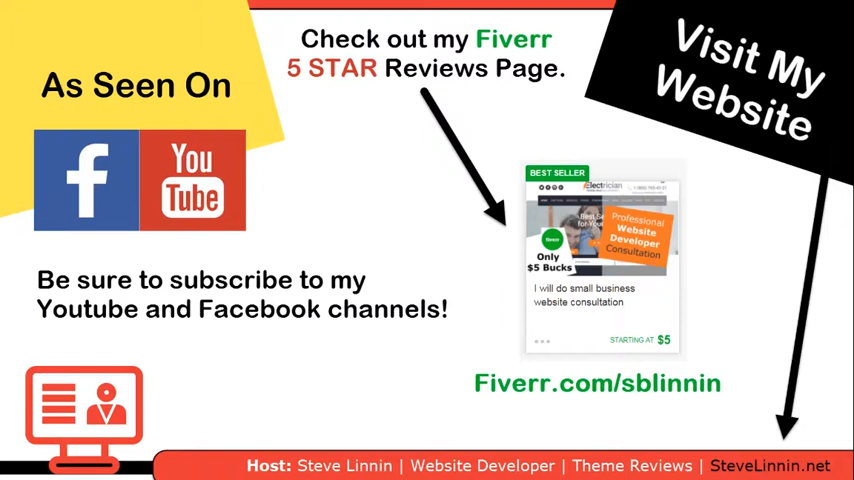 Check out my Fiverr
5 STAR Reviews Page.
Visit My
Website
As Seen On
f
You
Tube
BEST SELLER
Electrician
Professional
Website
Developer
Consultation
fiverr
Only
$5 Bucks
I will do small business
website consultation
STARTING AT $5
Be sure to subscribe to my
Youtube and Facebook channels!
Fiverr.com/sblinnin
Host: Steve Linnin | Website Developer | Theme Reviews | SteveLinnin.net